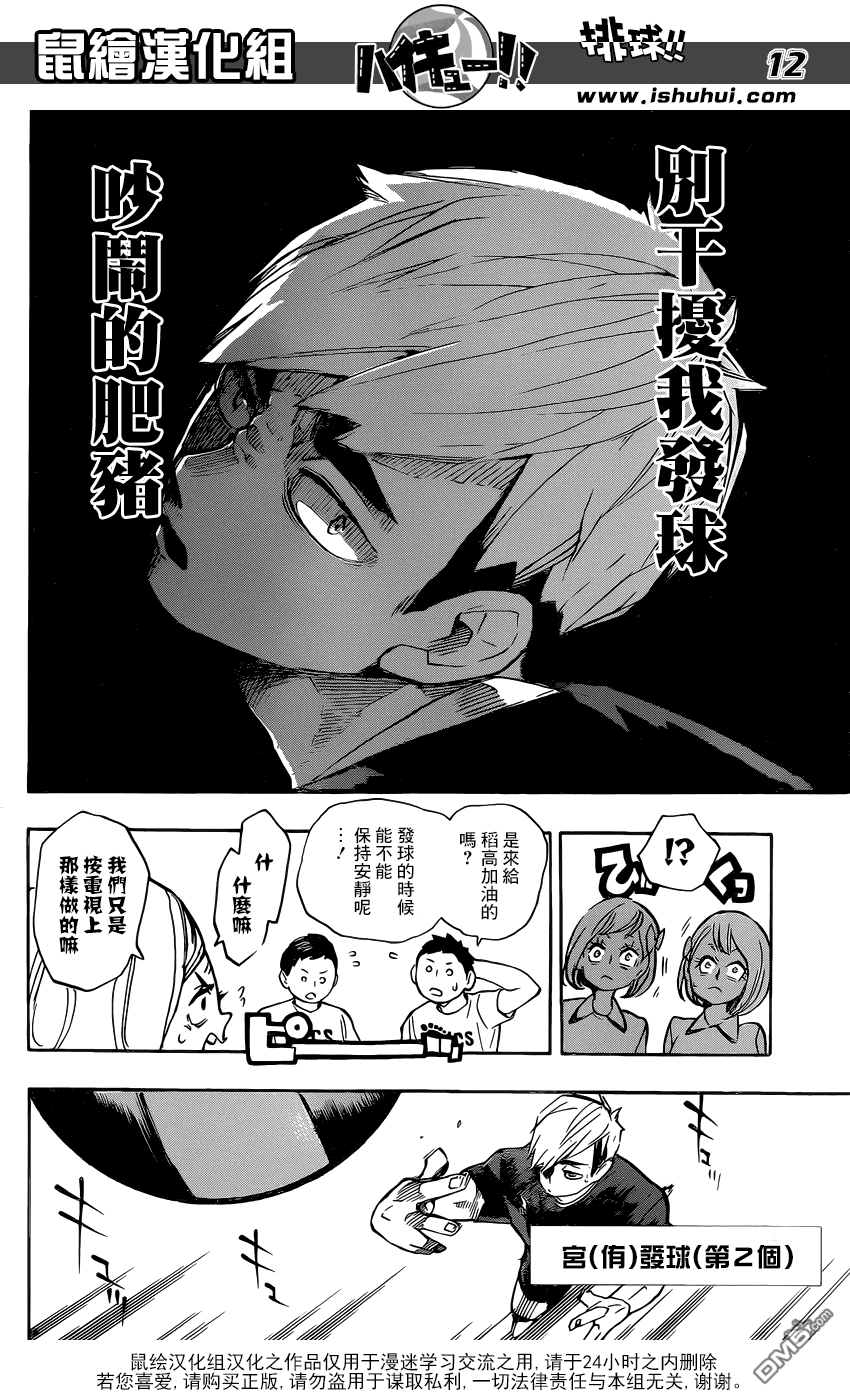 鼠繪漢化組
ハイキュー!!
排球!!
12
www.ishuhui.com
別干擾我發球
吵鬧的肥豬
!?
是來給
稻高加油的
嗎?
發球的時候
能不能
保持安靜呢
…!
什
什麼嘛
我們只是
按電視上
那樣做的嘛
宮(侑)發球(第2個)
鼠绘汉化组汉化之作品仅用于漫迷学习交流之用, 请于24小时之内删除
若您喜爱, 请购买正版, 请勿盗用于谋取私利, 一切法律责任与本组无关, 谢谢。